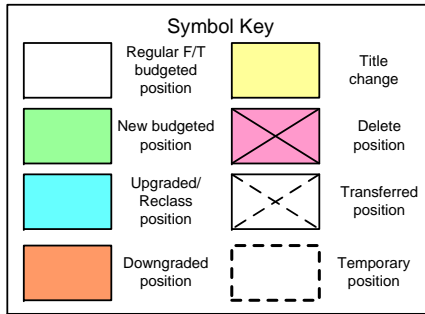 Symbol Key
Regular F/T
budgeted
position
Title
change
New budgeted
position
Delete
position
Upgraded/
Reclass
position
Transferred
position
Downgraded
position
Temporary
position